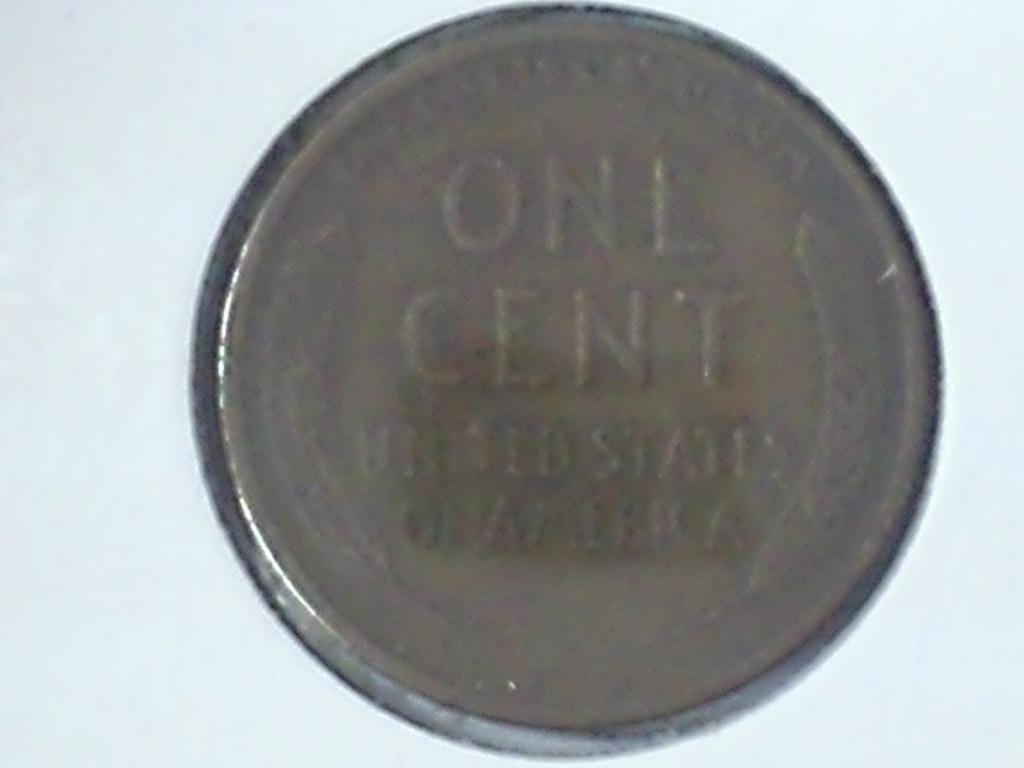 ONE
CENT
UNITED STATES
OF AMERICA